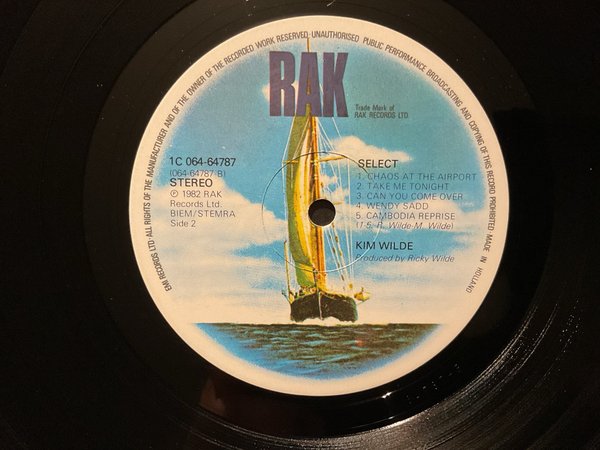 EMI RECORDS LTD·ALL RIGHTS OF THE MANUFACTURER AND OF THE OWNER OF THE RECORDED WORK RESERVED·UNAUTHORISED PUBLIC PERFORMANCE BROADCASTING AND COPYING OF THIS RECORD PROHIBITED·MADE IN HOLLAND
RAK
Trade Mark of
RAK RECORDS LTD
1C 064-64787
(064-64787-B)
STEREO
℗ 1982 RAK
Records Ltd.
BIEM/STEMRA
Side 2
SELECT
1. CHAOS AT THE AIRPORT
2. TAKE ME TONIGHT
3. CAN YOU COME OVER
4. WENDY SADD
5. CAMBODIA REPRISE
(1-5: R. Wilde-M. Wilde)
KIM WILDE
Produced by Ricky Wilde